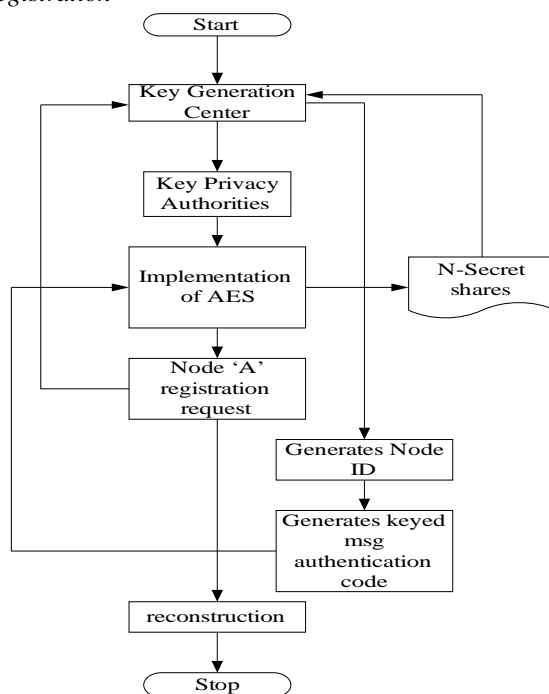 Start
Key Generation
Center
Key Privacy
Authorities
Implementation
of AES
N-Secret
shares
Node ‘A’
registration
request
Generates Node
ID
Generates keyed
msg
authentication
code
reconstruction
Stop